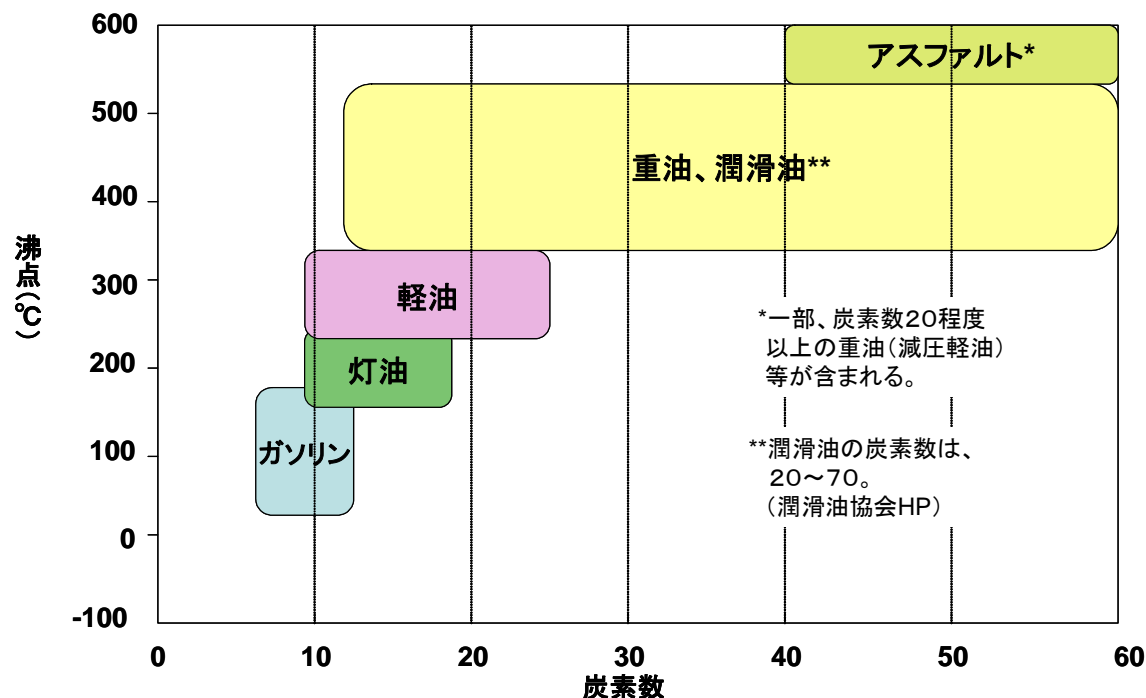 600
アスファルト*
500
重油、潤滑油**
400
沸点(℃)
300
軽油
*一部、炭素数20程度
以上の重油(減圧軽油)
等が含まれる。
200
灯油
100
ガソリン
**潤滑油の炭素数は、
20～70。
(潤滑油協会HP)
0
-100
0 10 20 30 40 50 60
炭素数